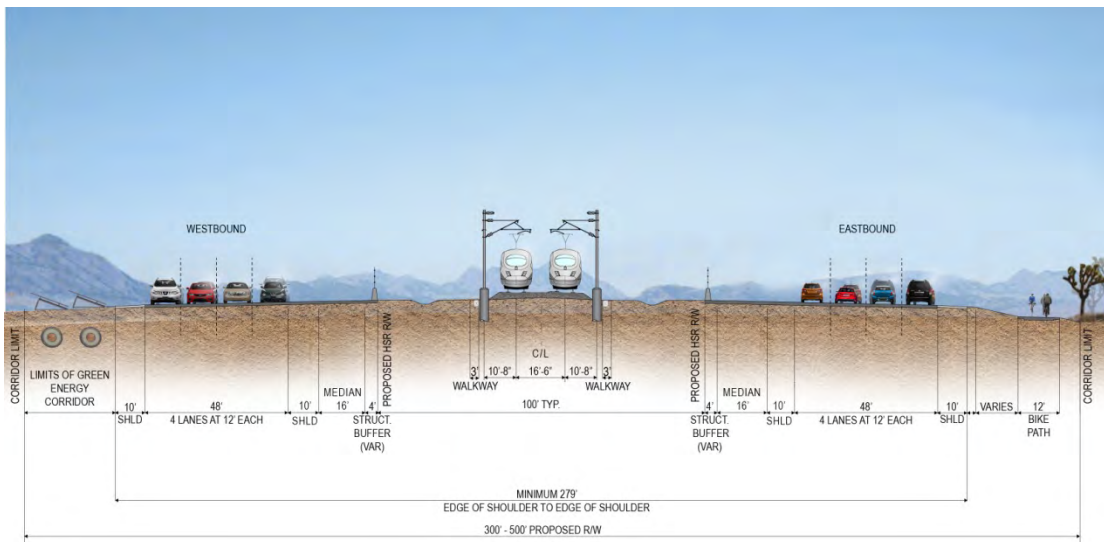 WESTBOUND
EASTBOUND
CORRIDOR LIMIT
LIMITS OF GREEN
ENERGY
CORRIDOR
10'
SHLD
48'
4 LANES AT 12' EACH
10'
SHLD
MEDIAN
16'
4'
STRUCT.
BUFFER
(VAR)
PROPOSED HSR R/W
C/L
3'
WALKWAY
10'-8"
16'-6"
10'-8"
3'
WALKWAY
100' TYP.
PROPOSED HSR R/W
4'
STRUCT.
BUFFER
(VAR)
MEDIAN
16'
10'
SHLD
48'
4 LANES AT 12' EACH
10'
SHLD
VARIES
12'
BIKE
PATH
CORRIDOR LIMIT
MINIMUM 279'
EDGE OF SHOULDER TO EDGE OF SHOULDER
300' - 500' PROPOSED R/W